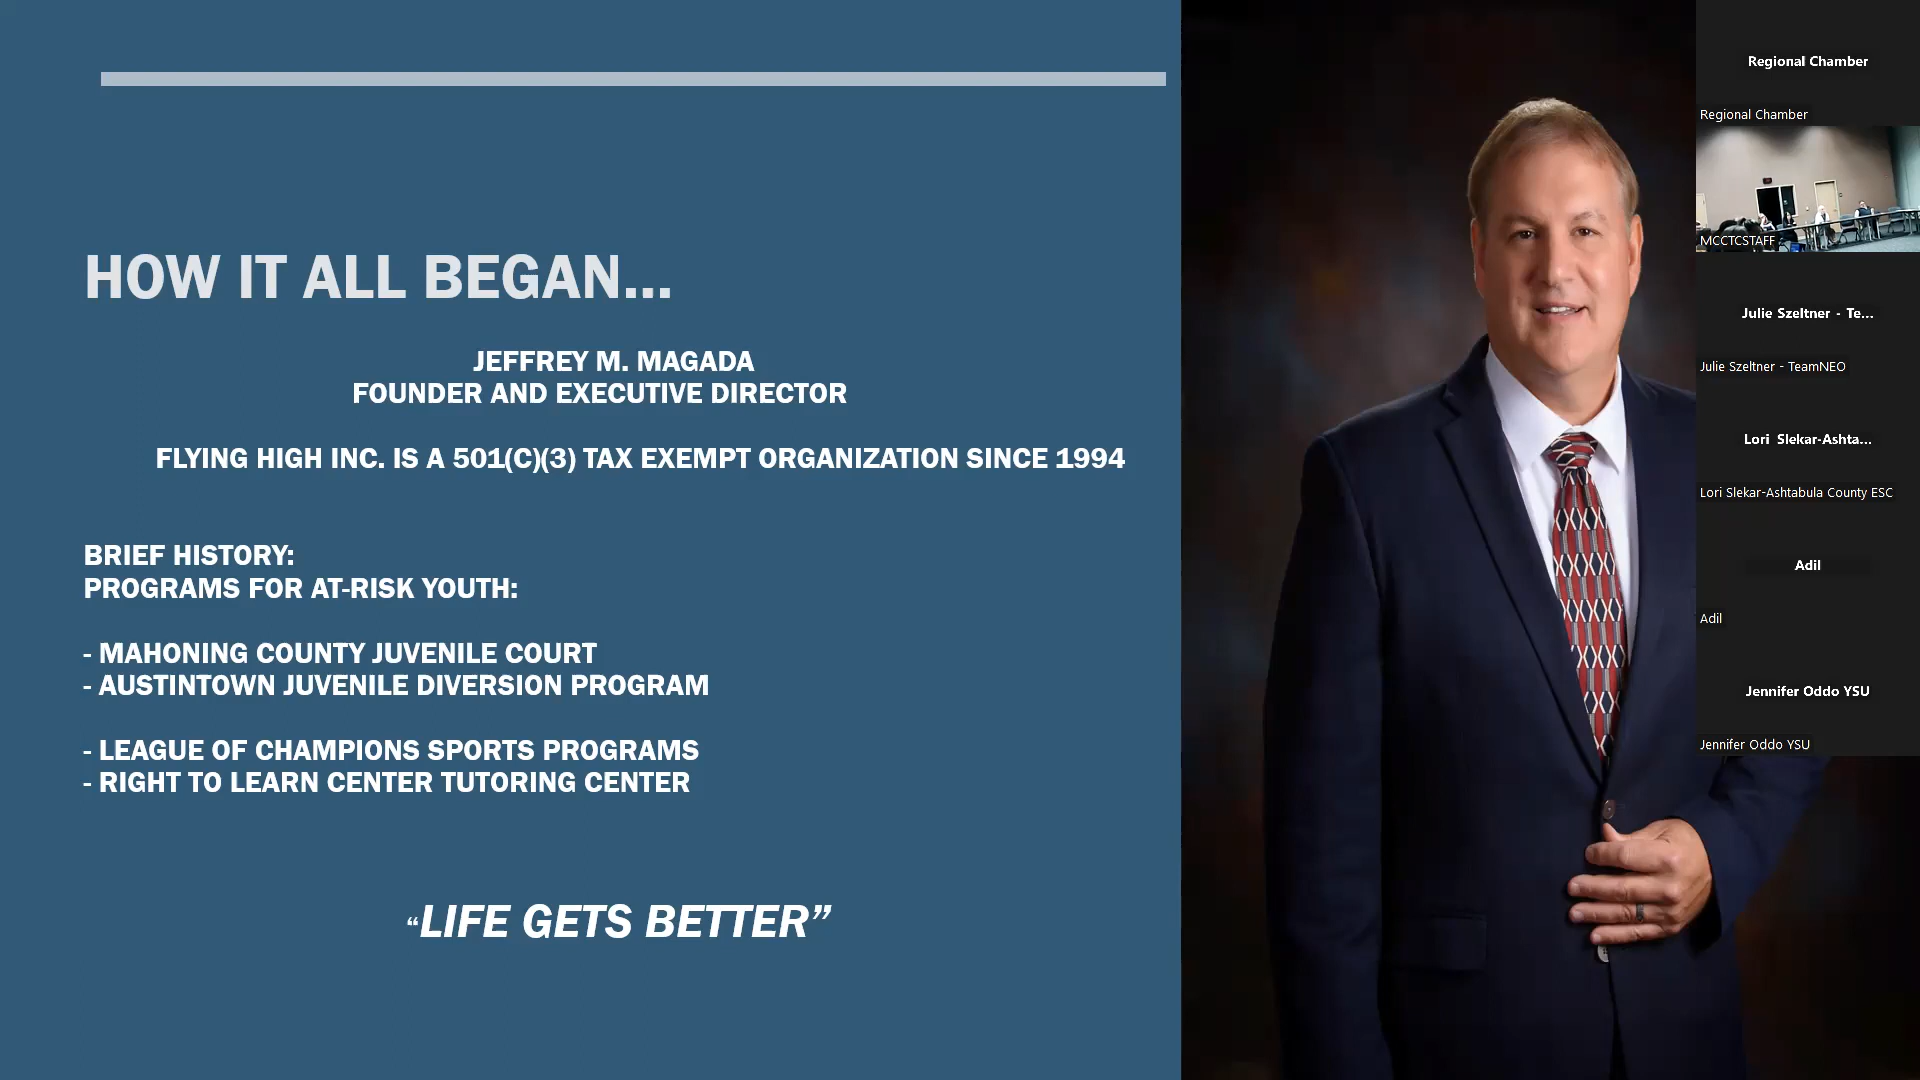 HOW IT ALL BEGAN...
JEFFREY M. MAGADA
FOUNDER AND EXECUTIVE DIRECTOR
FLYING HIGH INC. IS A 501(C)(3) TAX EXEMPT ORGANIZATION SINCE 1994
BRIEF HISTORY:
PROGRAMS FOR AT-RISK YOUTH:
- MAHONING COUNTY JUVENILE COURT
- AUSTINTOWN JUVENILE DIVERSION PROGRAM
- LEAGUE OF CHAMPIONS SPORTS PROGRAMS
- RIGHT TO LEARN CENTER TUTORING CENTER
“LIFE GETS BETTER”
Regional Chamber
Regional Chamber
MCCTCSTAFF
Julie Szeltner - Te...
Julie Szeltner - TeamNEO
Lori Slekar-Ashta...
Lori Slekar-Ashtabula County ESC
Adil
Adil
Jennifer Oddo YSU
Jennifer Oddo YSU